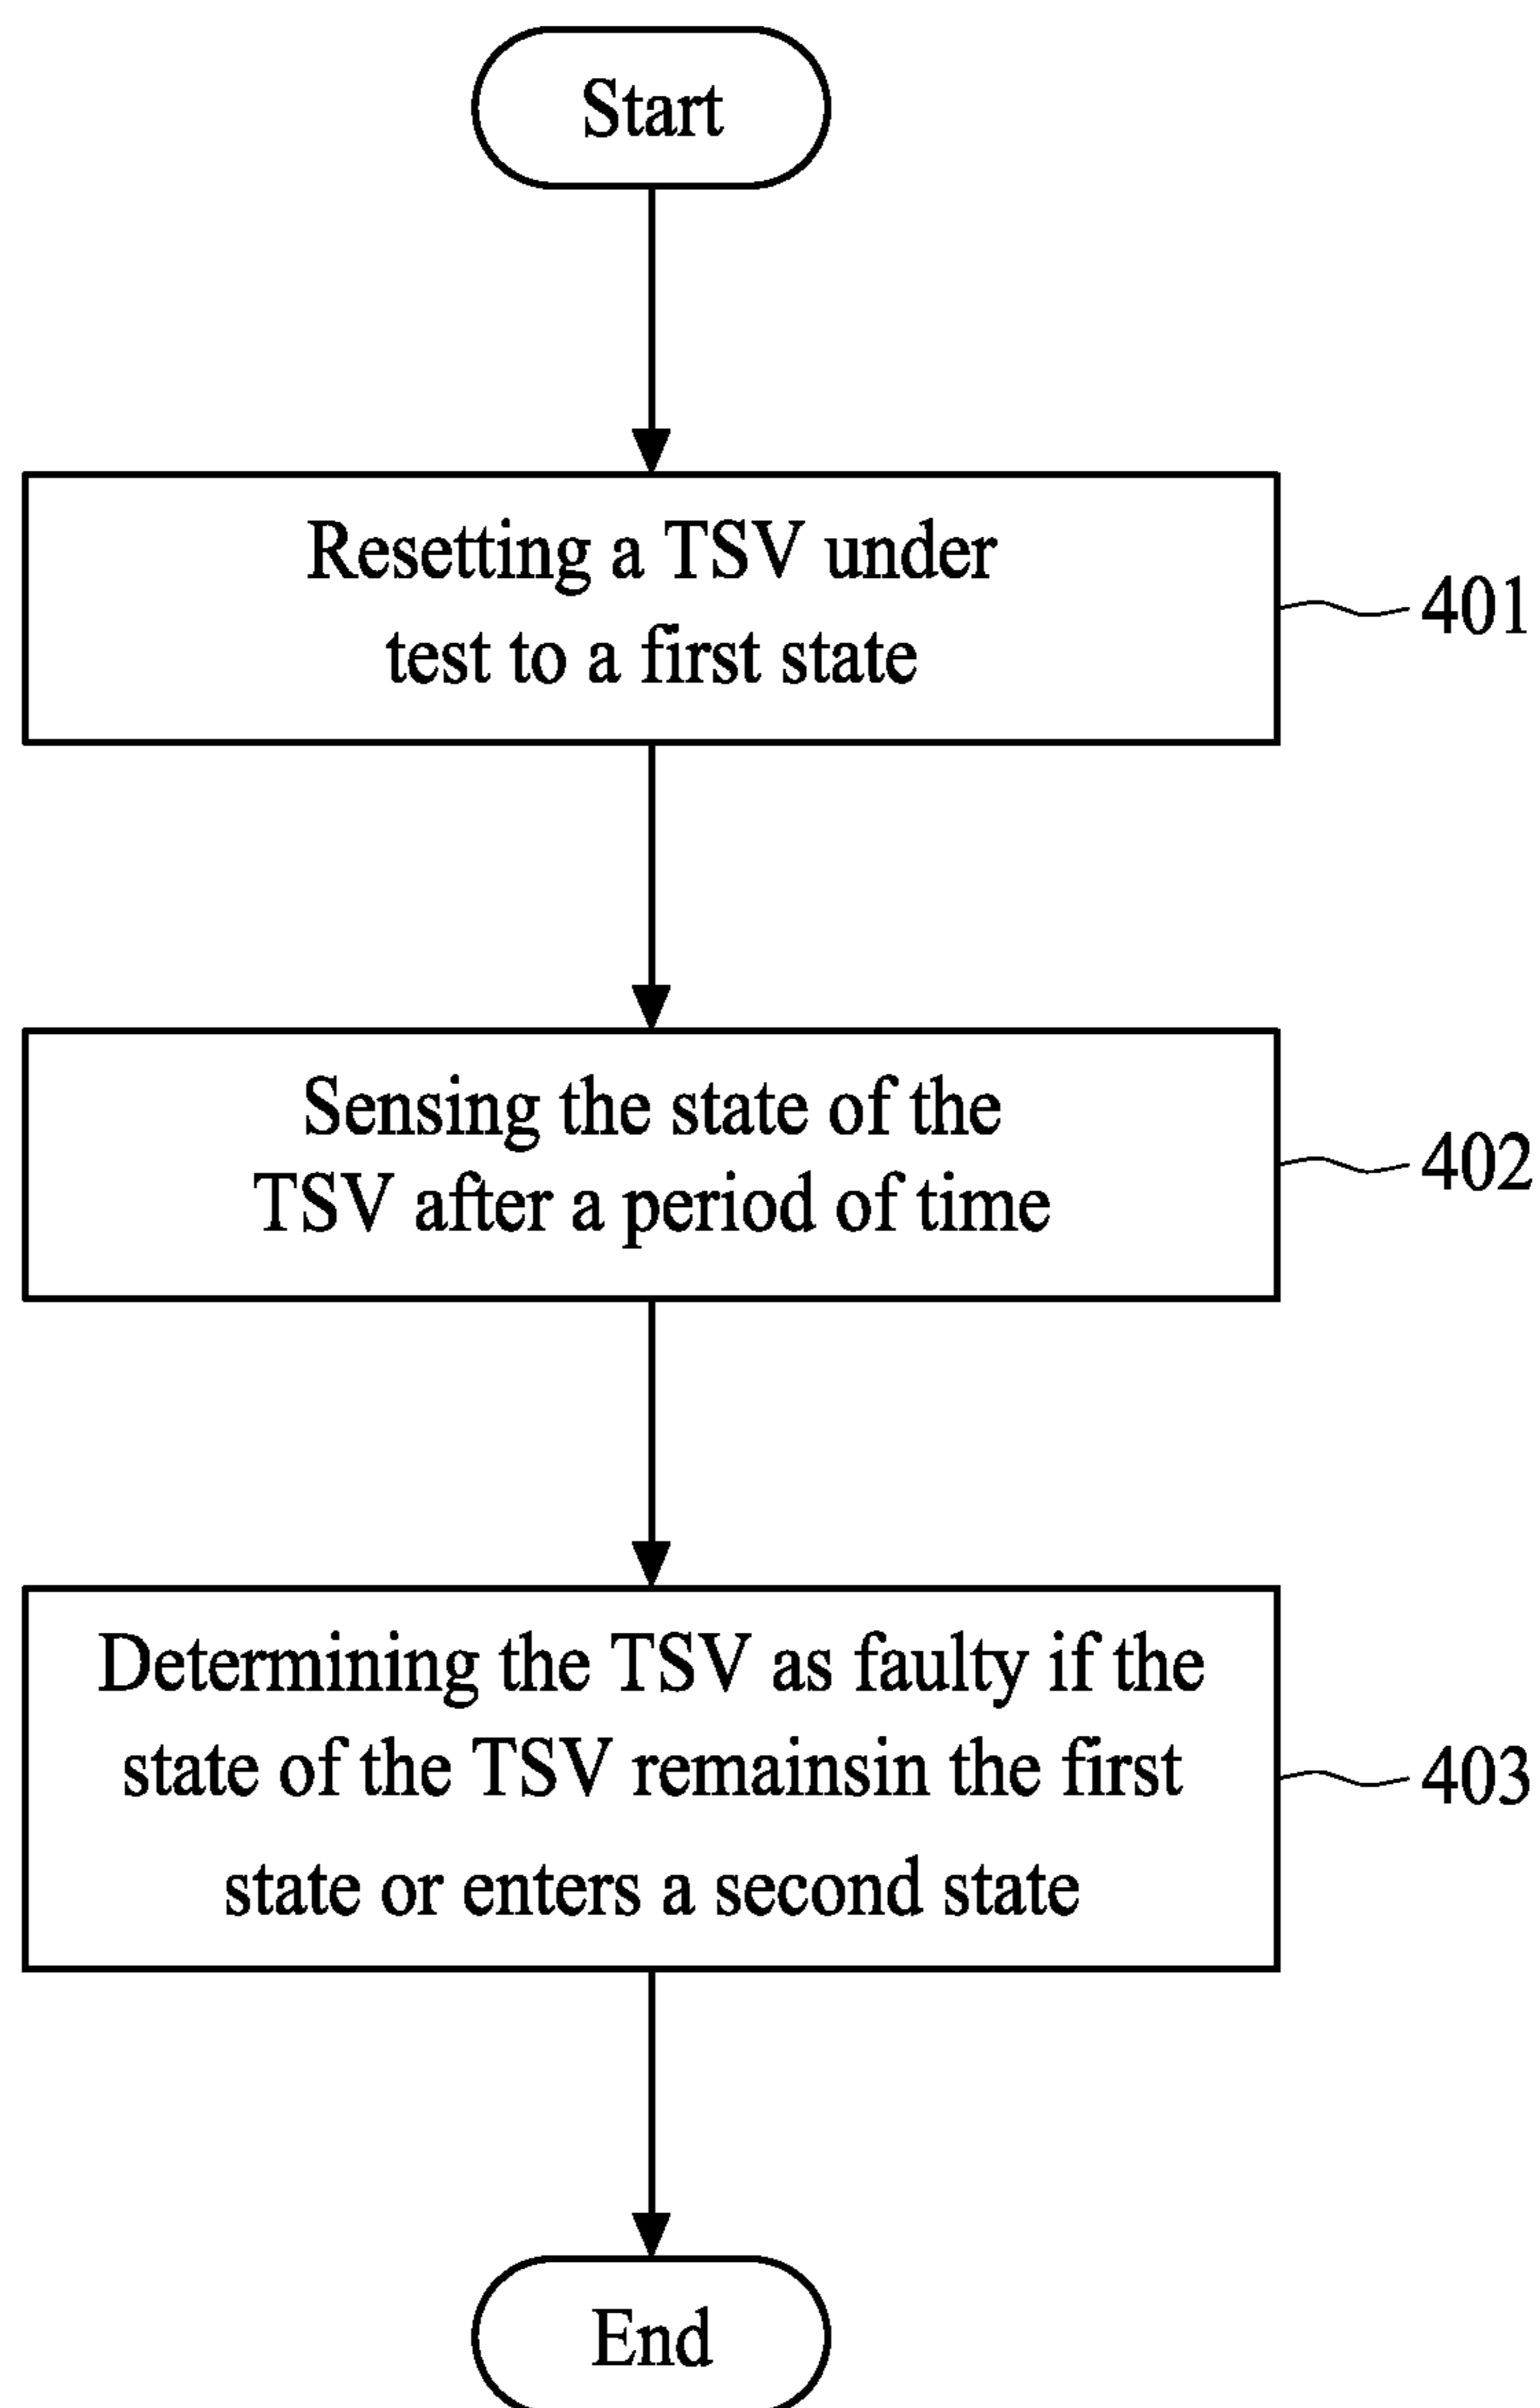 Start
Resetting a TSV under
test to a first state
401
Sensing the state of the
TSV after a period of time
402
Determining the TSV as faulty if the
state of the TSV remainsin the first
state or enters a second state
403
End